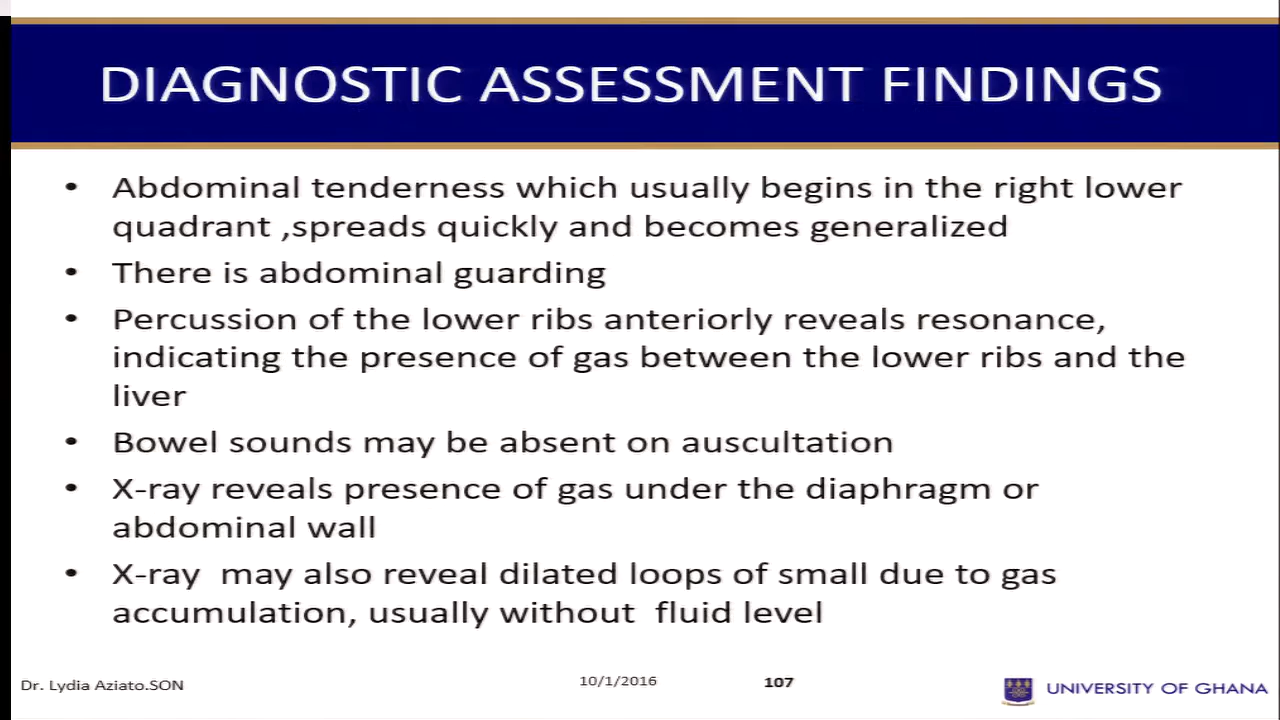 DIAGNOSTIC ASSESSMENT FINDINGS
• Abdominal tenderness which usually begins in the right lower
quadrant ,spreads quickly and becomes generalized
• There is abdominal guarding
• Percussion of the lower ribs anteriorly reveals resonance,
indicating the presence of gas between the lower ribs and the
liver
• Bowel sounds may be absent on auscultation
• X-ray reveals presence of gas under the diaphragm or
abdominal wall
• X-ray  may also reveal dilated loops of small due to gas
accumulation, usually without  fluid level
Dr. Lydia Aziato.SON
10/1/2016
107
UNIVERSITY OF GHANA